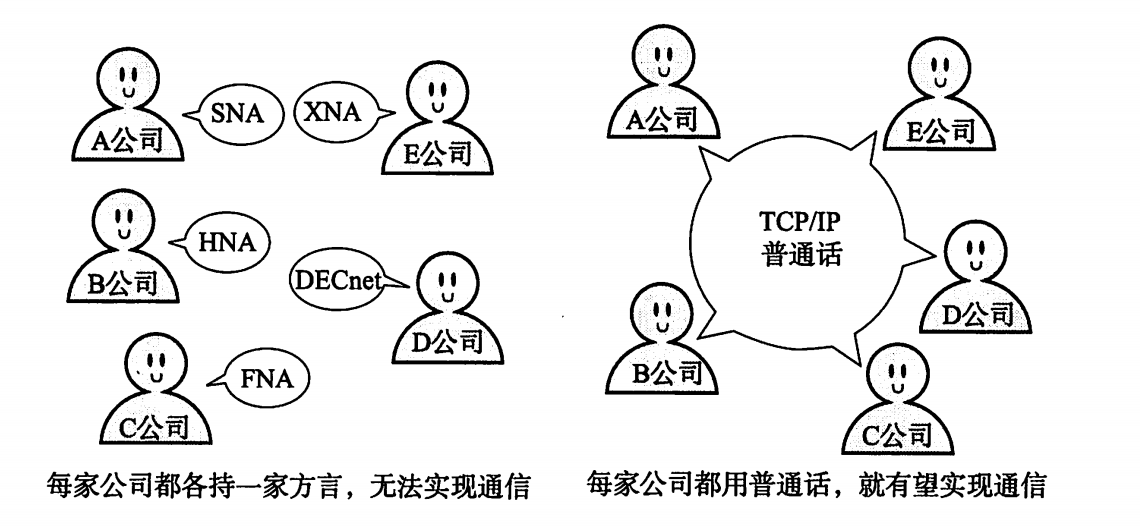 SNA
XNA
A公司
E公司
HNA
B公司
DECnet
D公司
FNA
C公司
每家公司都各持一家方言，无法实现通信
A公司
E公司
TCP/IP
普通话
D公司
B公司
C公司
每家公司都用普通话，就有望实现通信